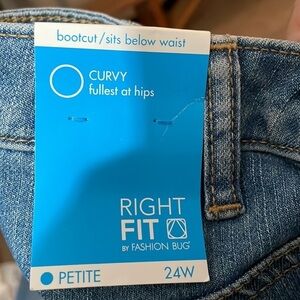 bootcut/sits below waist
CURVY
fullest at hips
RIGHT
FIT
BY FASHION BUG
PETITE 24W